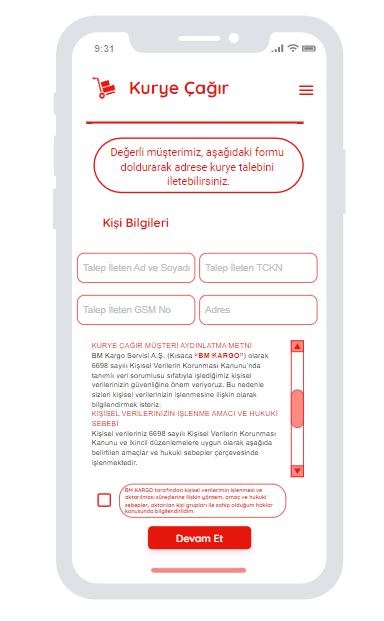 9:31
Kurye Çağır
Değerli müşterimiz, aşağıdaki formu
doldurarak adrese kurye talebini
iletebilirsiniz.
Kişi Bilgileri
Talep İleten Ad ve Soyadı
Talep İleten TCKN
Talep İleten GSM No
Adres
KURYE ÇAĞIR MÜŞTERİ AYDINLATMA METNİ
BM Kargo Servisi A.Ş. (Kısaca “BM KARGO”) olarak
6698 sayılı Kişisel Verilerin Korunması Kanunu’nda
tanımlı veri sorumlusu sıfatıyla işlediğimiz kişisel
verilerinizin güvenliğine önem veriyoruz. Bu nedenle
sizleri kişisel verilerinizin işlenmesine ilişkin olarak
bilgilendirmek isteriz.
KİŞİSEL VERİLERİNİZİN İŞLENME AMACI VE HUKUKİ
SEBEBİ
Kişisel verileriniz 6698 sayılı Kişisel Verilerin Korunması
Kanunu ve ikincil düzenlemelere uygun olarak aşağıda
belirtilen amaçlar ve hukuki sebepler çerçevesinde
işlenmektedir.
BM KARGO tarafından kişisel verilerimin işlenmesi ve
aktarılması süreçlerine ilişkin yöntem, amaç ve hukuki
sebepler, aktarılan kişi grupları ile sahip olduğum haklar
konusunda bilgilendirildim.
Devam Et